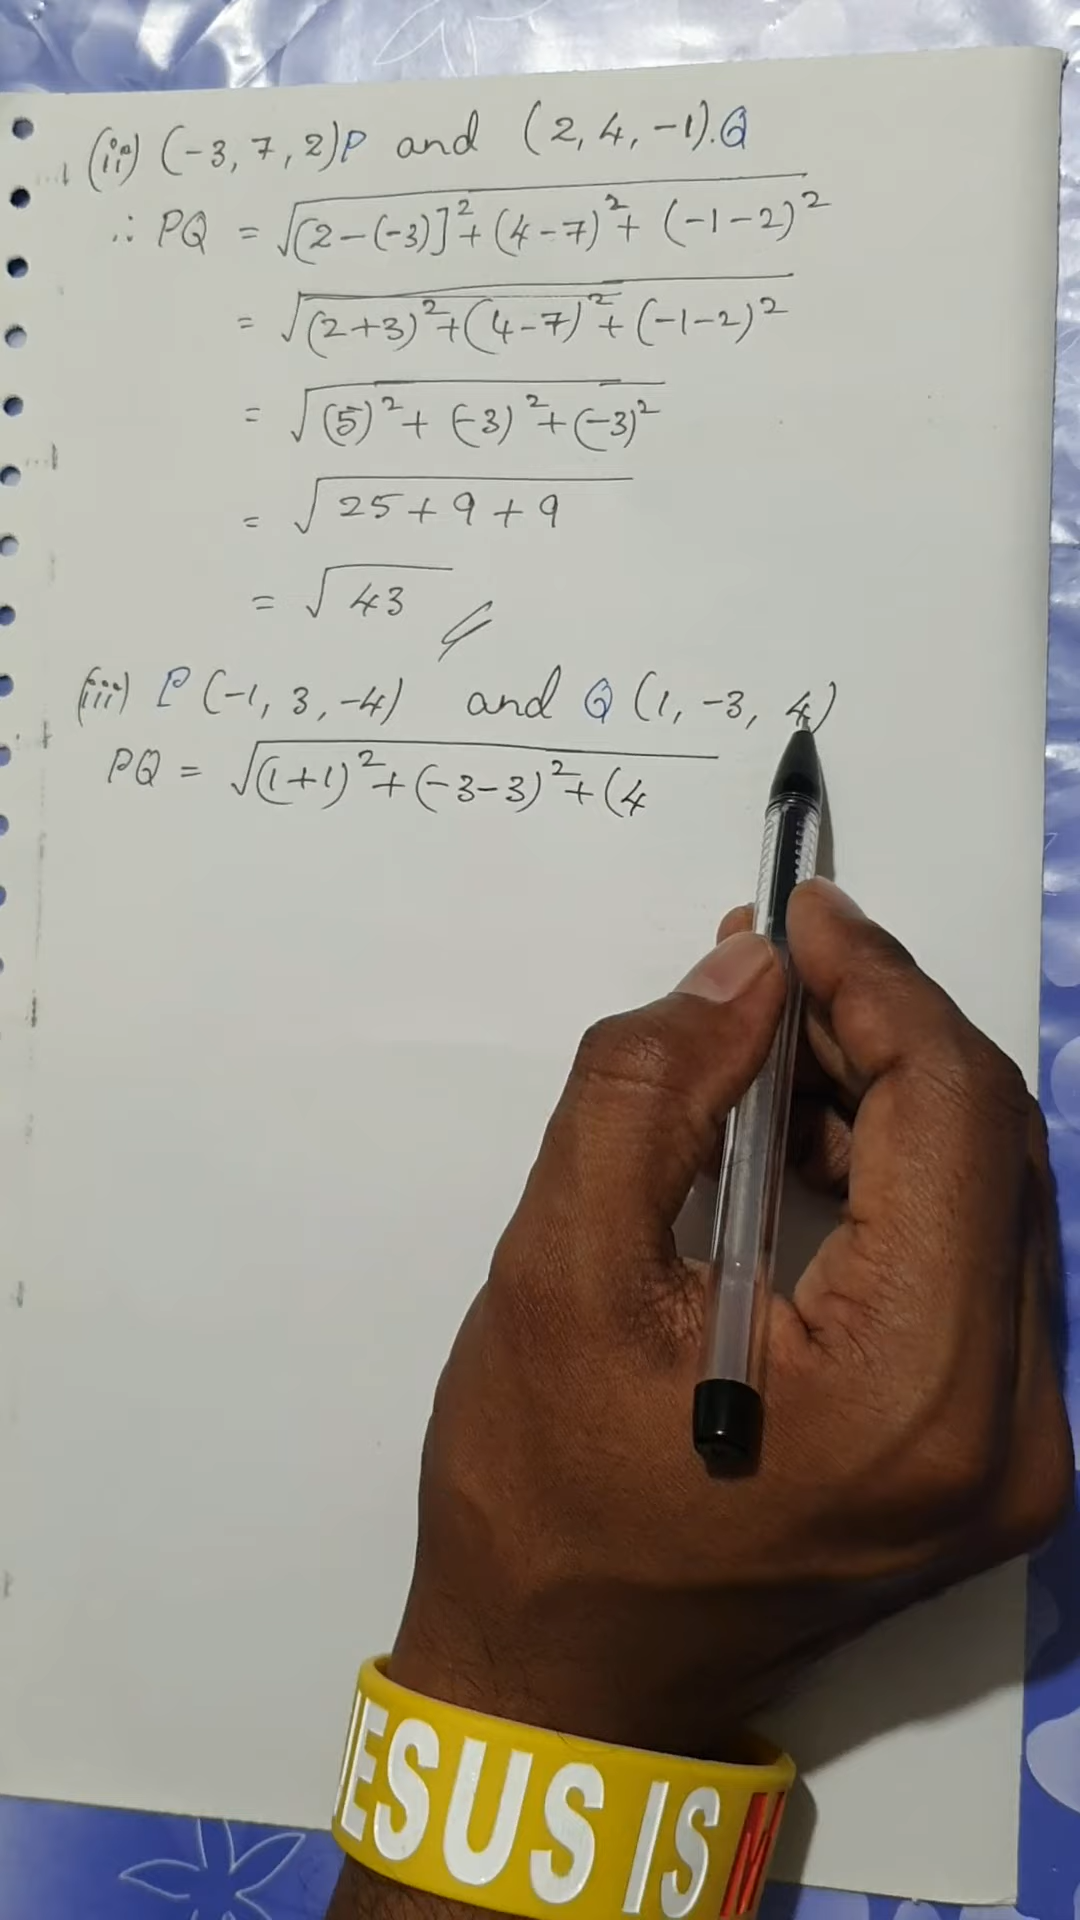 (ii) (-3, 7, 2)P and (2, 4, -1).Q
∴ PQ = √(2-(-3)]²+(4-7)²+(-1-2)²
= √(2+3)²+(4-7)²+(-1-2)²
= √(5)²+(-3)²+(-3)²
= √25+9+9
= √43
(iii) P(-1, 3, -4) and Q(1, -3, 4)
PQ = √(1+1)²+(-3-3)²+(4
JESUS IS M